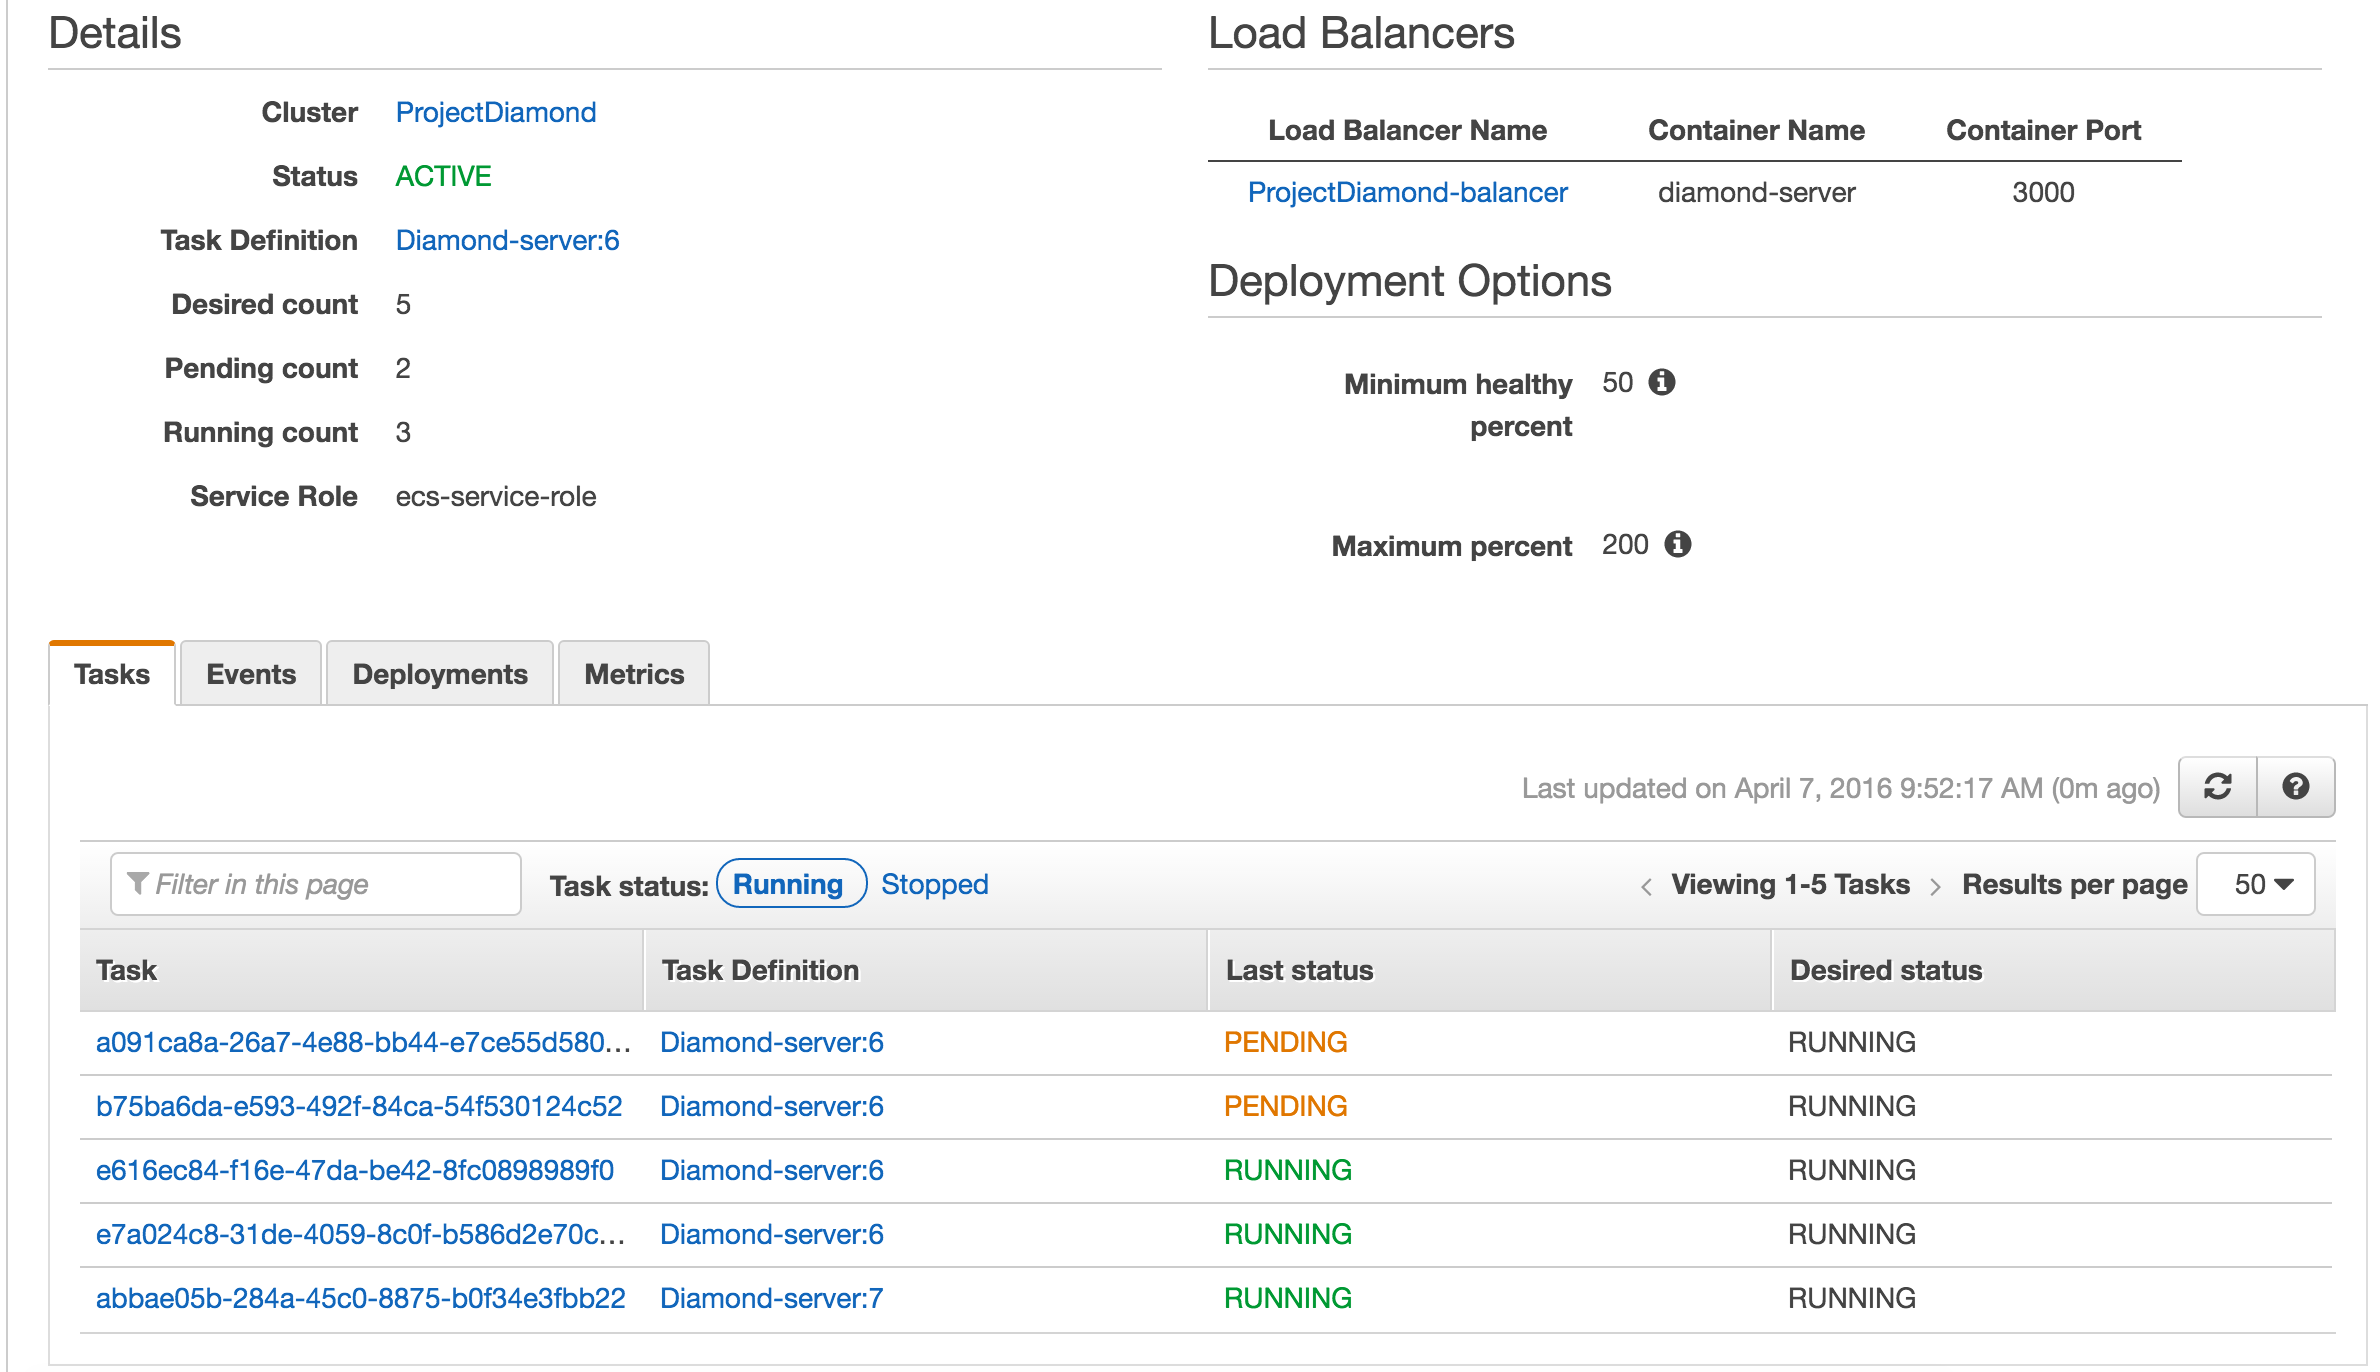 Details
Cluster ProjectDiamond
Status ACTIVE
Task Definition Diamond-server:6
Desired count 5
Pending count 2
Running count 3
Service Role ecs-service-role
Load Balancers
Load Balancer Name Container Name Container Port
ProjectDiamond-balancer diamond-server 3000
Deployment Options
Minimum healthy 50
percent
Maximum percent 200
Tasks Events Deployments Metrics
Last updated on April 7, 2016 9:52:17 AM (0m ago)
Filter in this page Task status: Running Stopped < Viewing 1-5 Tasks > Results per page 50
Task Task Definition Last status Desired status
a091ca8a-26a7-4e88-bb44-e7ce55d580... Diamond-server:6 PENDING RUNNING
b75ba6da-e593-492f-84ca-54f530124c52 Diamond-server:6 PENDING RUNNING
e616ec84-f16e-47da-be42-8fc0898989f0 Diamond-server:6 RUNNING RUNNING
e7a024c8-31de-4059-8c0f-b586d2e70c... Diamond-server:6 RUNNING RUNNING
abbae05b-284a-45c0-8875-b0f34e3fbb22 Diamond-server:7 RUNNING RUNNING